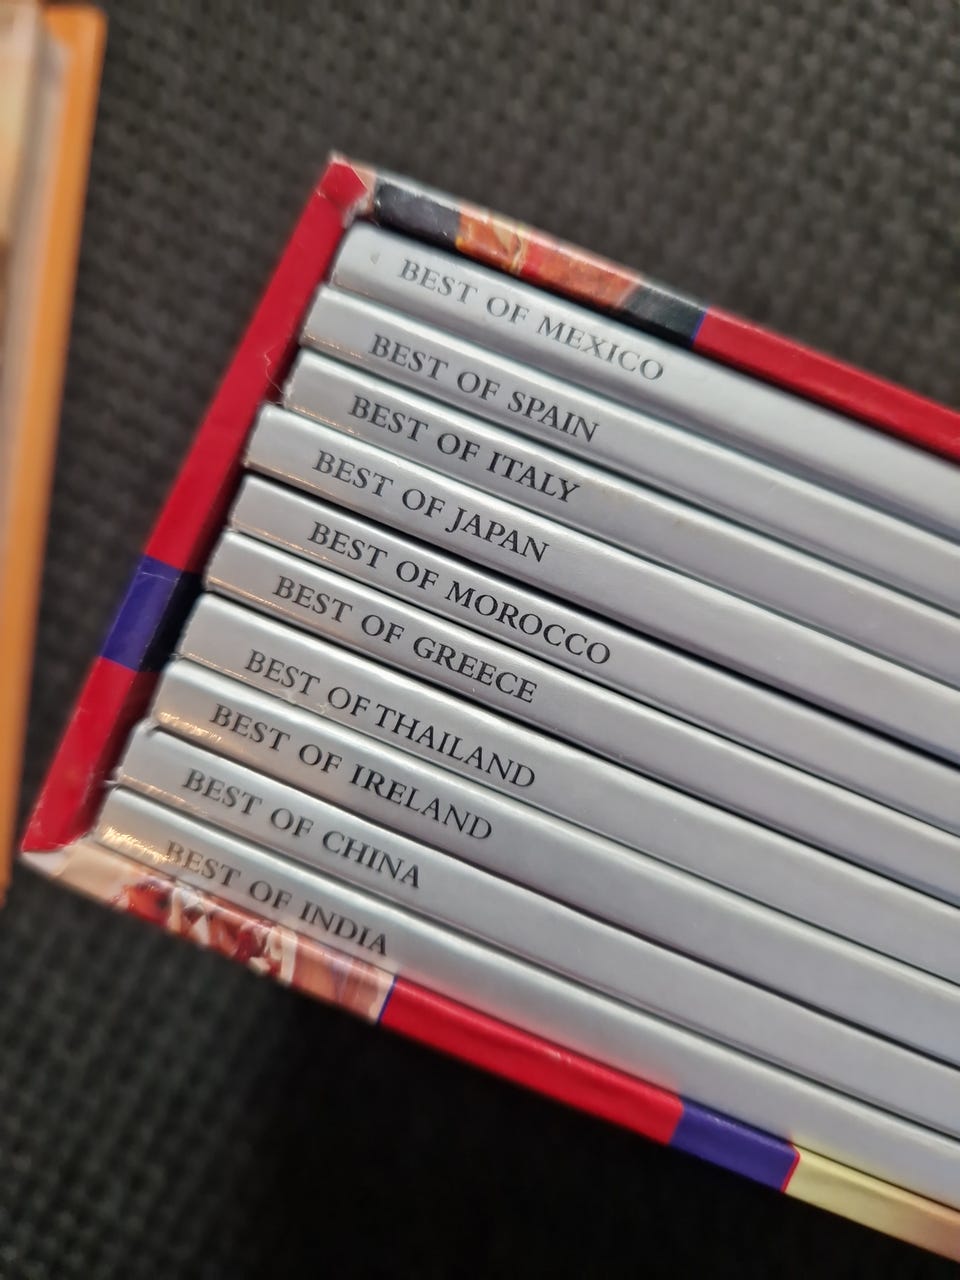 BEST OF MEXICO
BEST OF SPAIN
BEST OF ITALY
BEST OF JAPAN
BEST OF MOROCCO
BEST OF GREECE
BEST OF THAILAND
BEST OF IRELAND
BEST OF CHINA
BEST OF INDIA